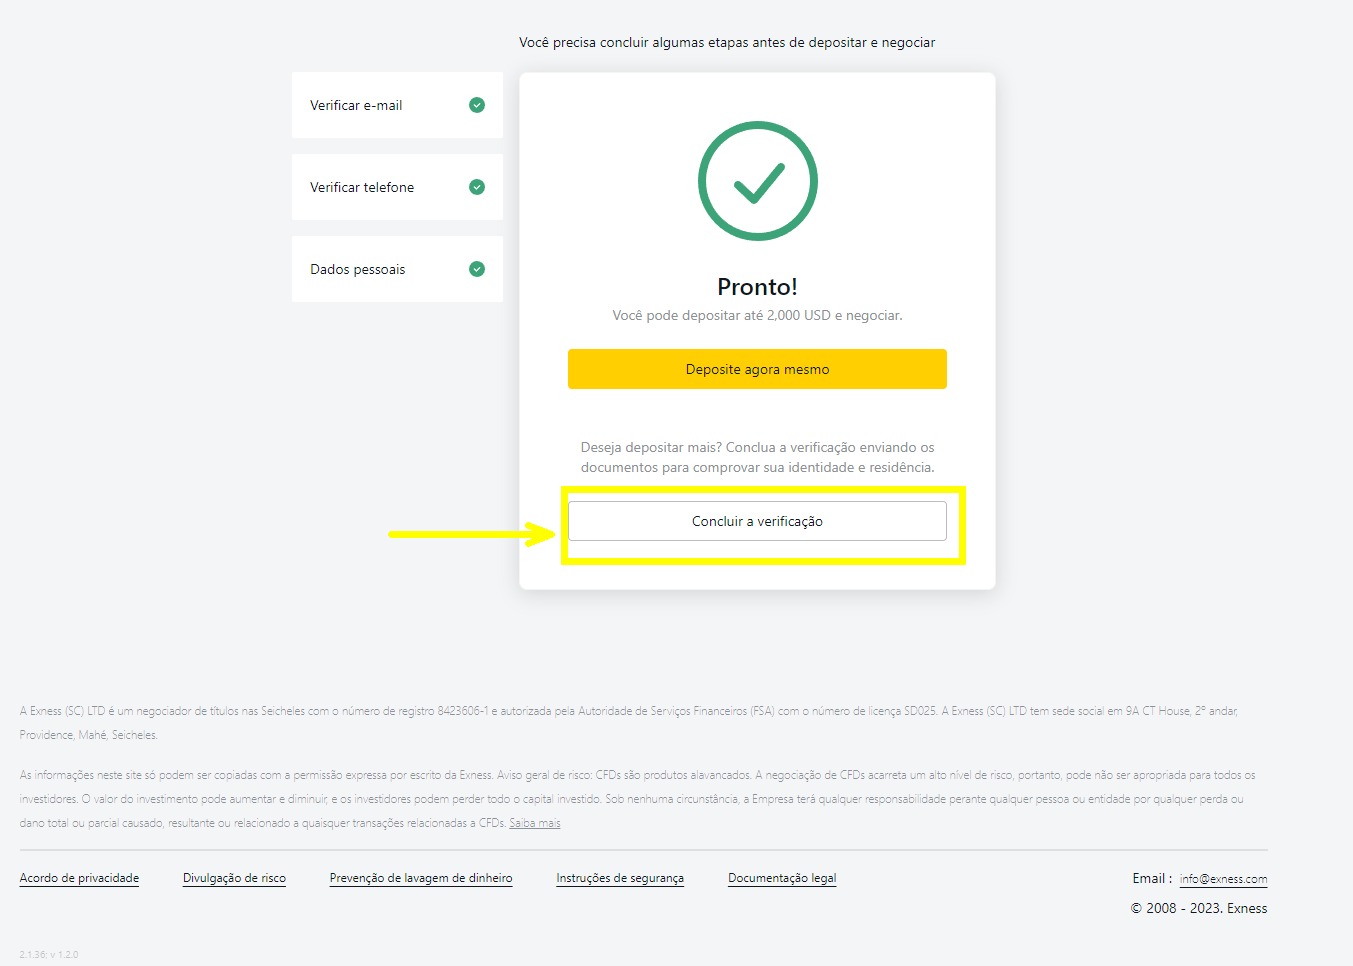 Você precisa concluir algumas etapas antes de depositar e negociar
Verificar e-mail
Verificar telefone
Dados pessoais
Pronto!
Você pode depositar até 2,000 USD e negociar.
Deposite agora mesmo
Deseja depositar mais? Conclua a verificação enviando os
documentos para comprovar sua identidade e residência.
Concluir a verificação
A Exness (SC) LTD é um negociador de títulos nas Seicheles com o número de registro 8423606-1 e autorizada pela Autoridade de Serviços Financeiros (FSA) com o número de licença SD025. A Exness (SC) LTD tem sede social em 9A CT House, 2º andar,
Providence, Mahé, Seicheles.
As informações neste site só podem ser copiadas com a permissão expressa por escrito da Exness. Aviso geral de risco: CFDs são produtos alavancados. A negociação de CFDs acarreta um alto nível de risco, portanto, pode não ser apropriada para todos os
investidores. O valor do investimento pode aumentar e diminuir, e os investidores podem perder todo o capital investido. Sob nenhuma circunstância, a Empresa terá qualquer responsabilidade perante qualquer pessoa ou entidade por qualquer perda ou
dano total ou parcial causado, resultante ou relacionado a quaisquer transações relacionadas a CFDs. Saiba mais
Acordo de privacidade
Divulgação de risco
Prevenção de lavagem de dinheiro
Instruções de segurança
Documentação legal
Email : info@exness.com
© 2008 - 2023. Exness
2.1.36: v 1.2.0